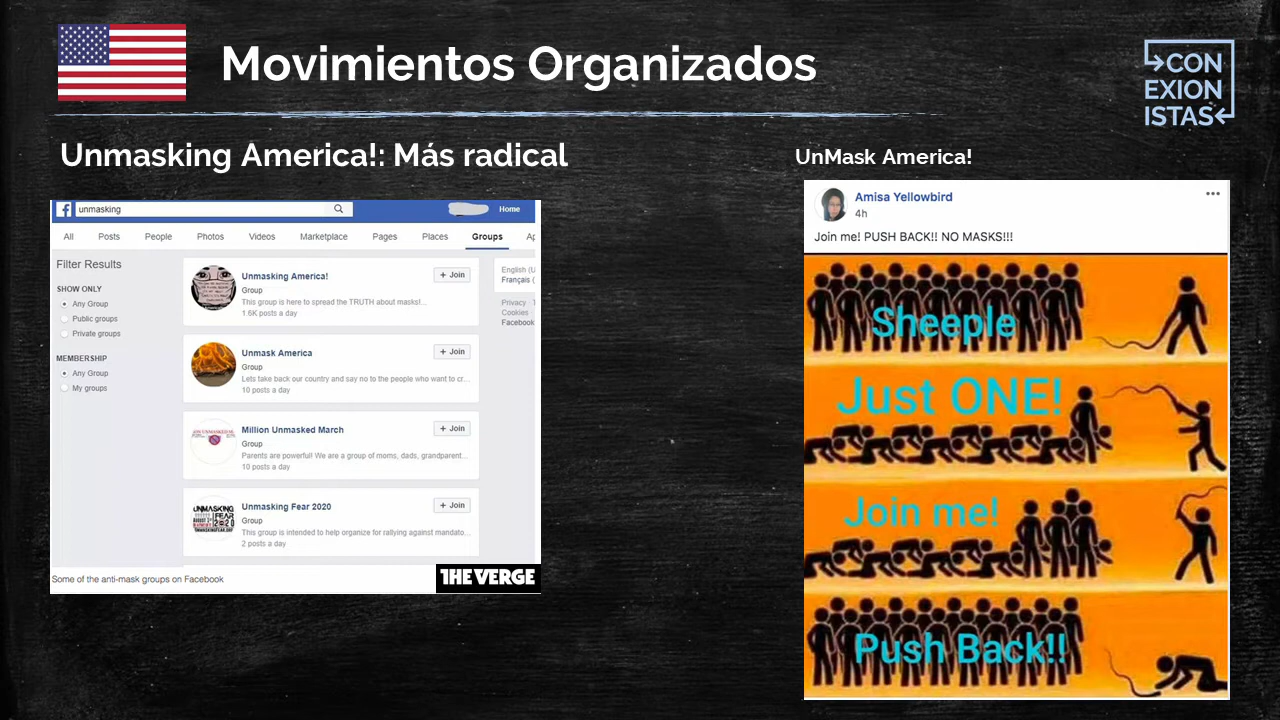 Movimientos Organizados
CON
EXION
ISTAS
Unmasking America!: Más radical
unmasking
Home
All Posts People Photos Videos Marketplace Pages Places Groups Ap
Filter Results
SHOW ONLY
Any Group
Public groups
Private groups
MEMBERSHIP
Any Group
My groups
Unmasking America!
+ Join
Group
This group is here to spread the TRUTH about masks!...
1.6K posts a day
Unmask America
+ Join
Group
Lets take back our country and say no to the people who want to cr...
10 posts a day
Million Unmasked March
+ Join
Group
Parents are powerful! We are a group of moms, dads, grandparent...
10 posts a day
UNMASKING
FEAR
2020
Unmasking Fear 2020
+ Join
Group
This group is intended to help organize for rallying against mandato...
2 posts a day
English (U
Français (
Privacy
Cookies
Facebook
Some of the anti-mask groups on Facebook
THE VERGE
UnMask America!
Amisa Yellowbird
4h
Join me! PUSH BACK!! NO MASKS!!!
Sheeple
Just ONE!
Join me!
Push Back!!